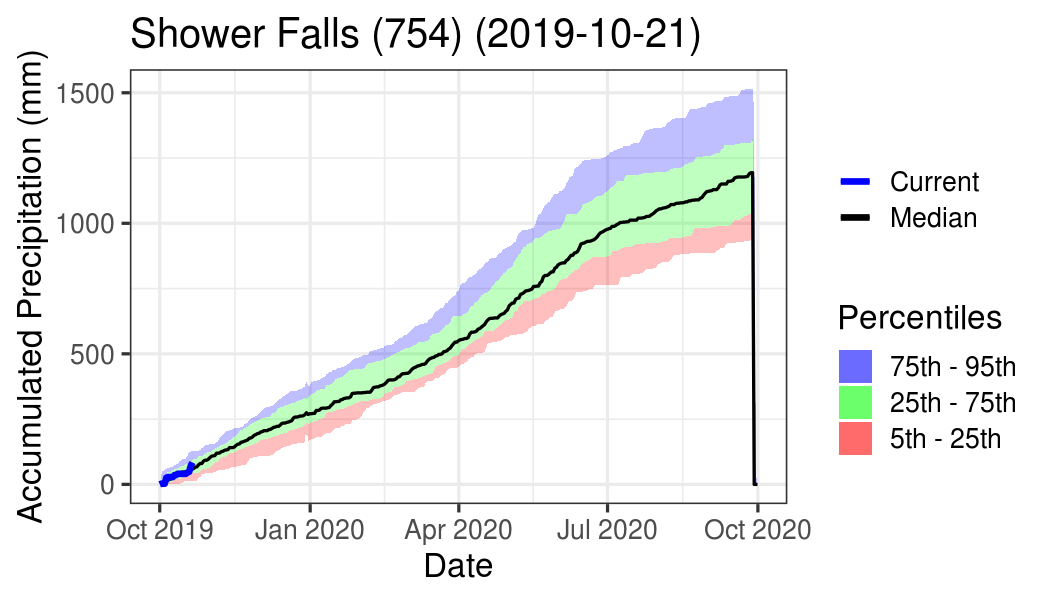 Shower Falls (754) (2019-10-21)
Accumulated Precipitation (mm)
1500
1000
500
0
Oct 2019
Jan 2020
Apr 2020
Jul 2020
Oct 2020
Date
Current
Median
Percentiles
75th - 95th
25th - 75th
5th - 25th